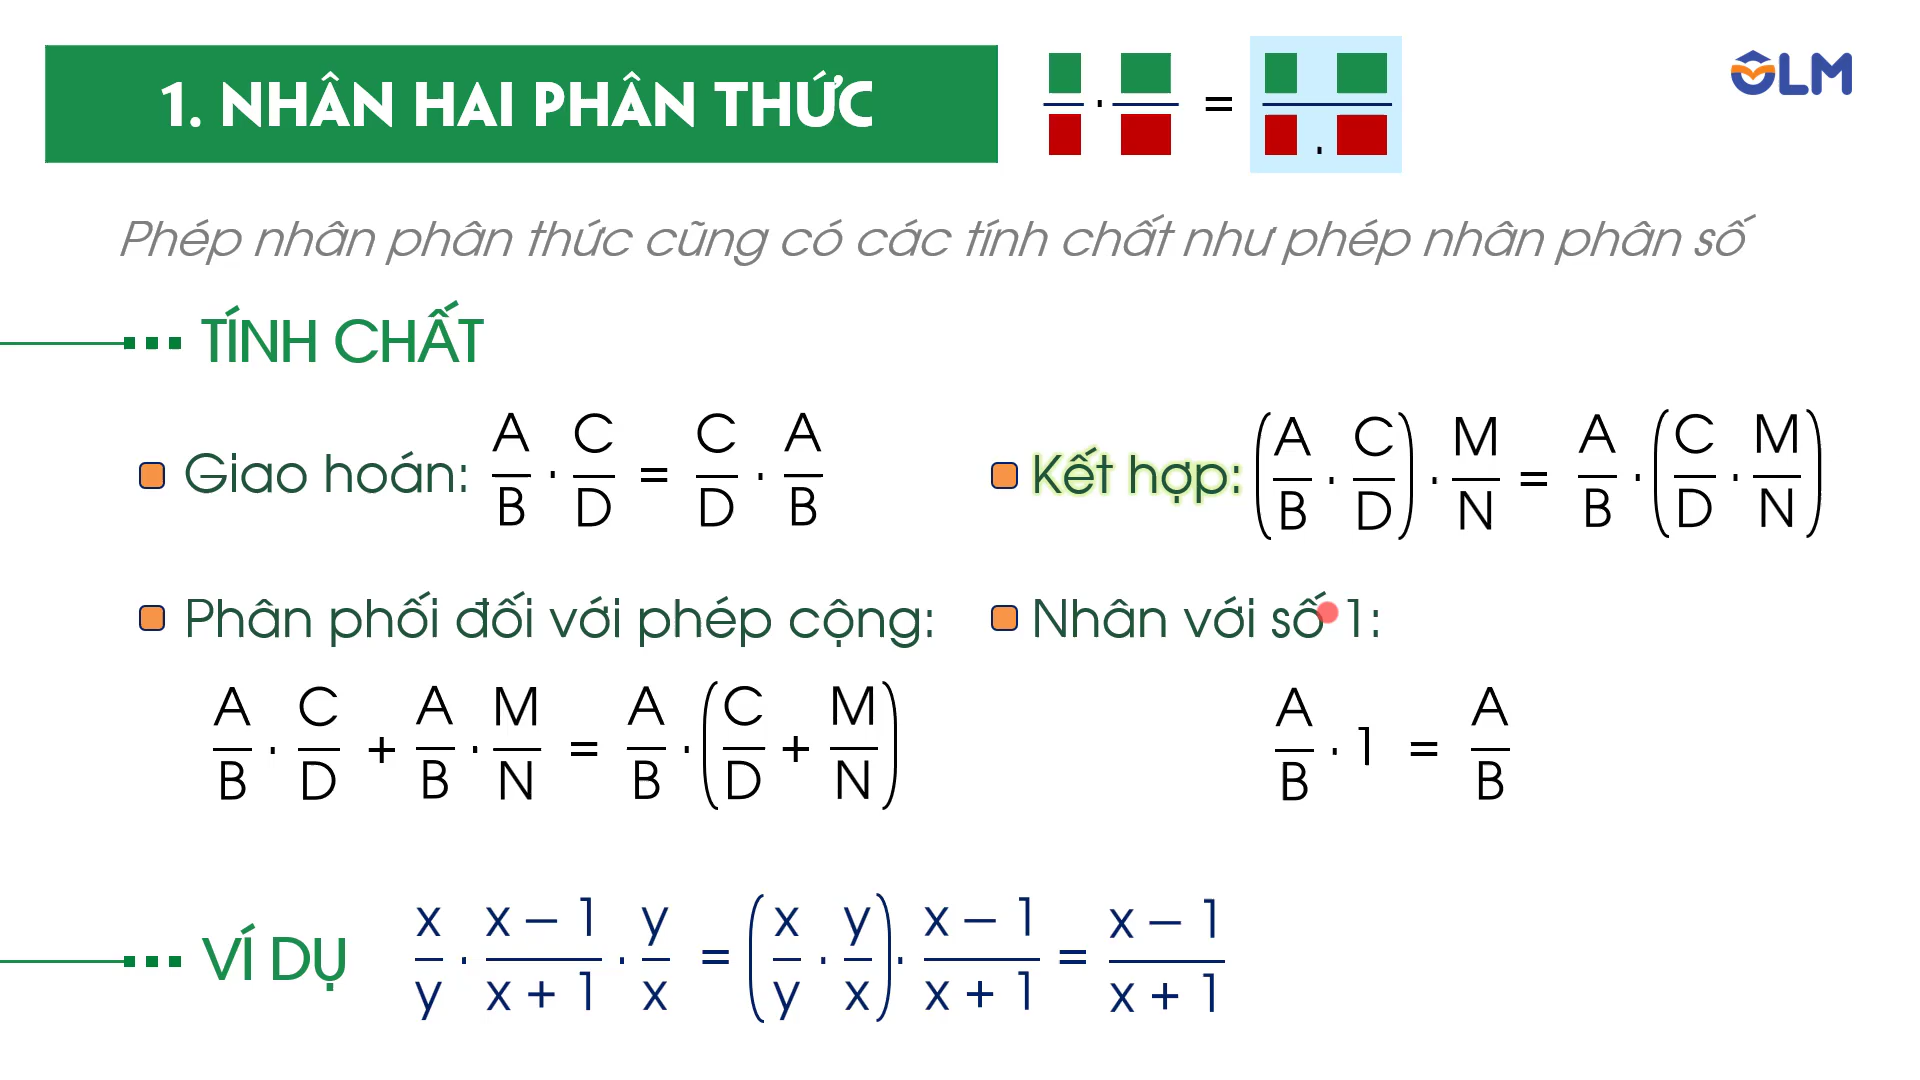 1. NHÂN HAI PHÂN THỨC
· = .
OLM
Phép nhân phân thức cũng có các tính chất như phép nhân phân số
TÍNH CHẤT
Giao hoán: A/B · C/D = C/D · A/B
Kết hợp: (A/B · C/D) · M/N = A/B · (C/D · M/N)
Phân phối đối với phép cộng:
A/B · C/D + A/B · M/N = A/B · (C/D + M/N)
Nhân với số 1:
A/B · 1 = A/B
VÍ DỤ x/y · (x – 1)/(x + 1) · y/x = (x/y · y/x) · (x – 1)/(x + 1) = (x – 1)/(x + 1)